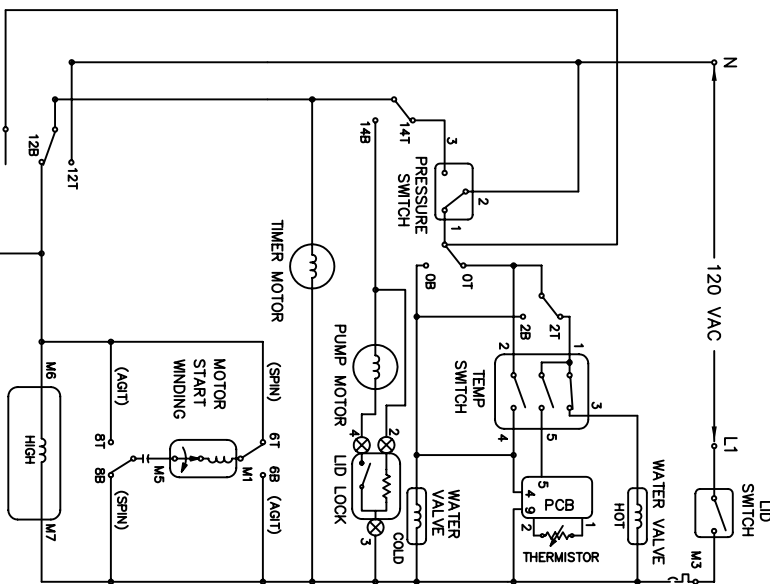 N
120 VAC
L1
LID
SWITCH
M3
3
PRESSURE
SWITCH
2
1
14T
14B
12T
12B
0T
0B
2T
2B
1
2
3
TEMP
SWITCH
4
5
WATER VALVE
HOT
5
4
PCB
9
1
2
THERMISTOR
TIMER MOTOR
PUMP MOTOR
4
2
LID LOCK
3
WATER
VALVE
COLD
MOTOR
START
WINDING
M6
HIGH
M7
(SPIN)
(AGIT)
8T
8B
(SPIN)
M5
M1
6T
6B
(AGIT)